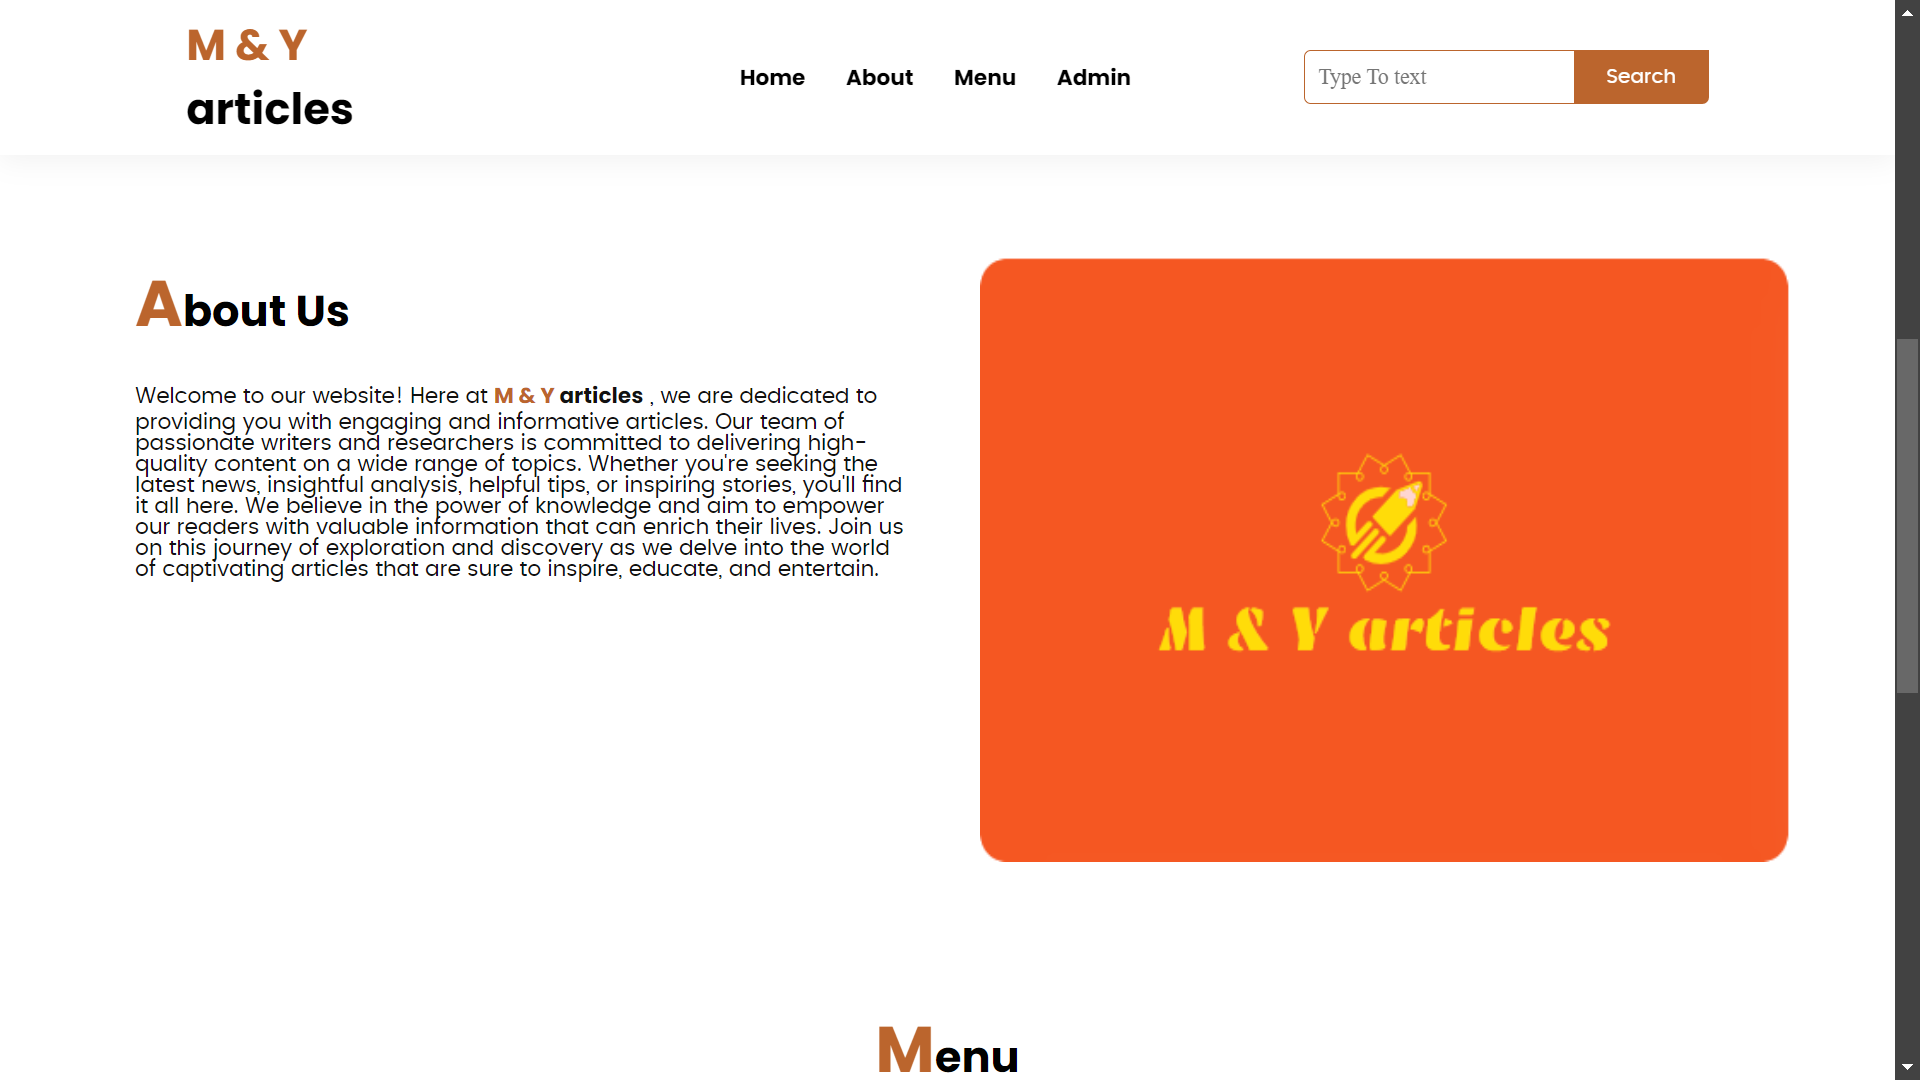 M & Y
articles
Home About Menu Admin
Type To text
Search
About Us
Welcome to our website! Here at M & Y articles , we are dedicated to
providing you with engaging and informative articles. Our team of
passionate writers and researchers is committed to delivering high-
quality content on a wide range of topics. Whether you're seeking the
latest news, insightful analysis, helpful tips, or inspiring stories, you'll find
it all here. We believe in the power of knowledge and aim to empower
our readers with valuable information that can enrich their lives. Join us
on this journey of exploration and discovery as we delve into the world
of captivating articles that are sure to inspire, educate, and entertain.
M & Y articles
Menu